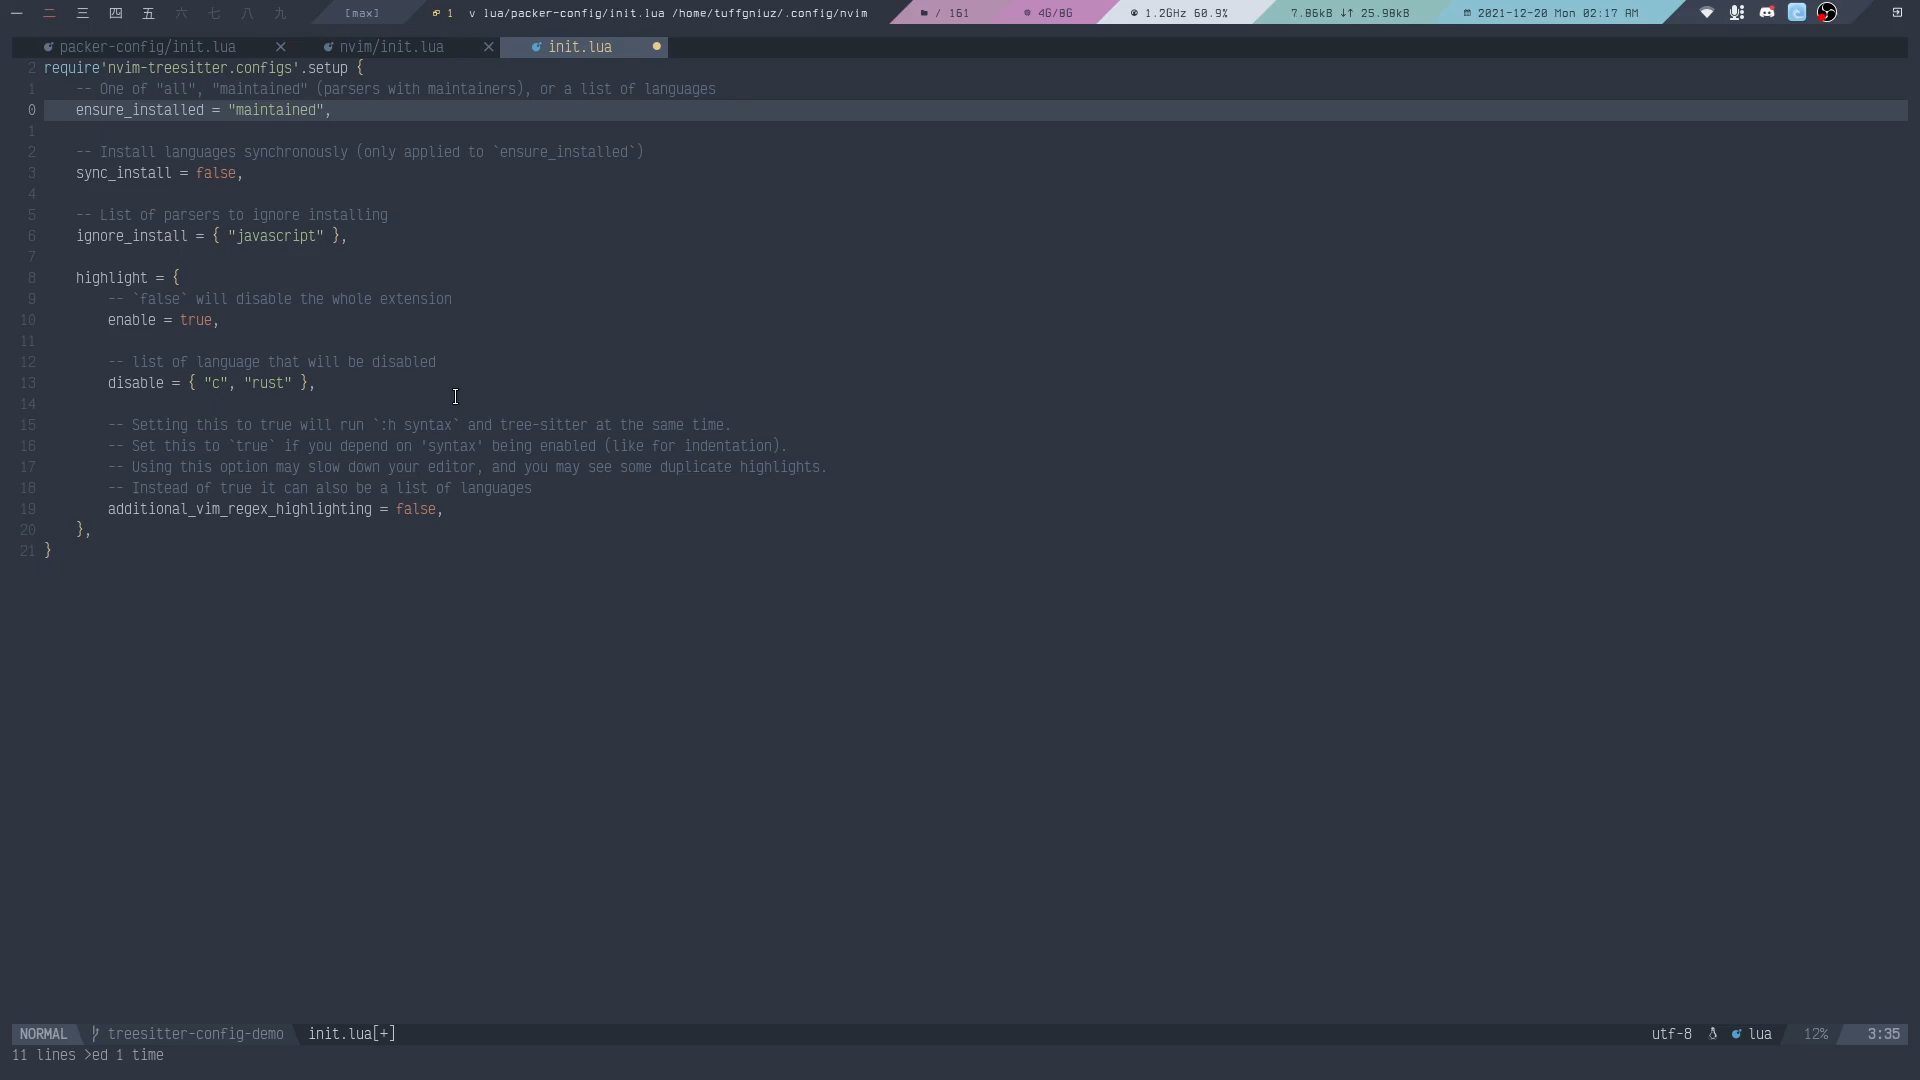 一 二 三 四 五 六 七 八 九 [max] 1 v lua/packer-config/init.lua /home/tuffgniuz/.config/nvim / 161 4G/8G 1.2GHz 60.9% 7.86kB ↓↑ 25.98kB 2021-12-20 Mon 02:17 AM
packer-config/init.lua × nvim/init.lua × init.lua
2 require'nvim-treesitter.configs'.setup {
1 -- One of "all", "maintained" (parsers with maintainers), or a list of languages
0 ensure_installed = "maintained",
1
2 -- Install languages synchronously (only applied to `ensure_installed`)
3 sync_install = false,
4
5 -- List of parsers to ignore installing
6 ignore_install = { "javascript" },
7
8 highlight = {
9 -- `false` will disable the whole extension
10 enable = true,
11
12 -- list of language that will be disabled
13 disable = { "c", "rust" },
14
15 -- Setting this to true will run `:h syntax` and tree-sitter at the same time.
16 -- Set this to `true` if you depend on 'syntax' being enabled (like for indentation).
17 -- Using this option may slow down your editor, and you may see some duplicate highlights.
18 -- Instead of true it can also be a list of languages
19 additional_vim_regex_highlighting = false,
20 },
21 }
NORMAL treesitter-config-demo init.lua[+] utf-8 lua 12% 3:35
11 lines >ed 1 time